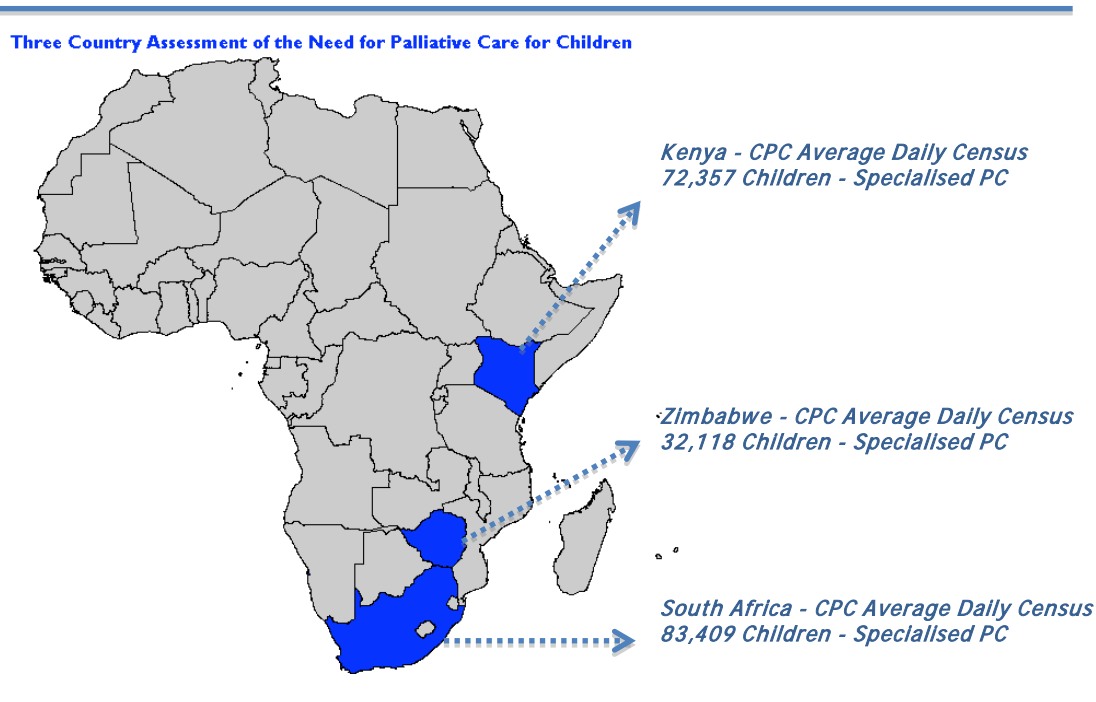 Three Country Assessment of the Need for Palliative Care for Children
Kenya - CPC Average Daily Census
72,357 Children - Specialised PC
Zimbabwe - CPC Average Daily Census
32,118 Children - Specialised PC
South Africa - CPC Average Daily Census
83,409 Children - Specialised PC